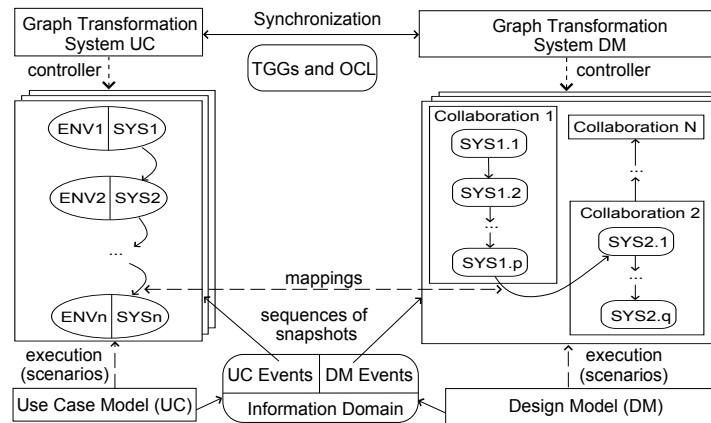 Graph Transformation
System UC
Synchronization
Graph Transformation
System DM
TGGs and OCL
controller
controller
ENV1 SYS1
ENV2 SYS2
...
ENVn SYSn
Collaboration 1
SYS1.1
SYS1.2
...
SYS1.p
Collaboration N
...
Collaboration 2
SYS2.1
...
SYS2.q
mappings
sequences of
snapshots
execution
(scenarios)
execution
(scenarios)
UC Events DM Events
Information Domain
Use Case Model (UC)
Design Model (DM)